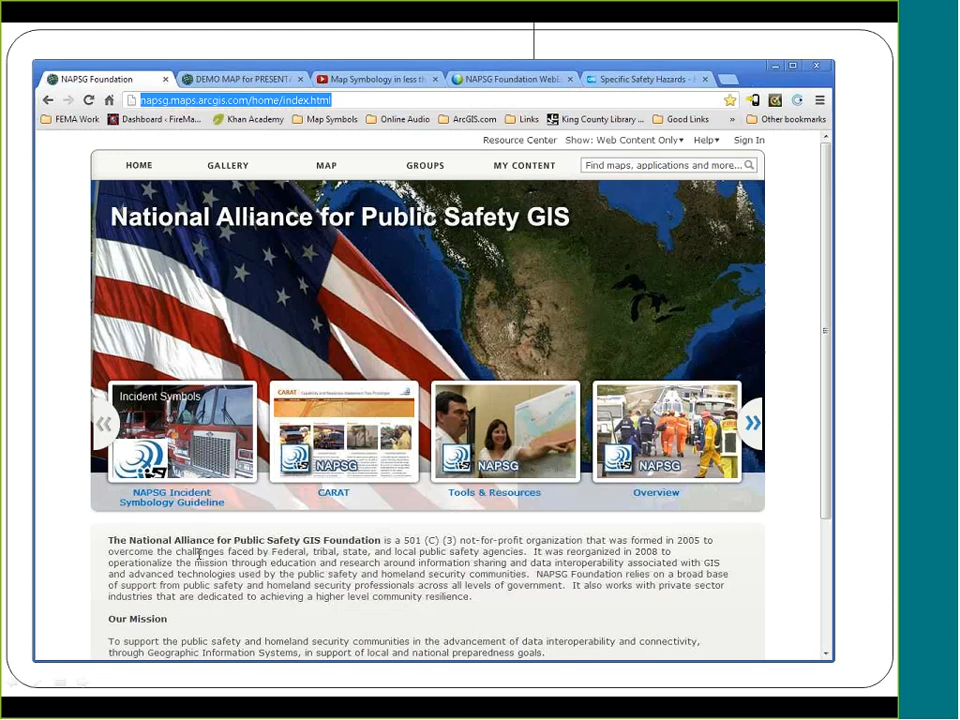 NAPSG Foundation
DEMO MAP for PRESENTA
Map Symbology in less th
NAPSG Foundation Webi
Specific Safety Hazards -
napsg.maps.arcgis.com/home/index.html
FEMA Work
Dashboard ‹ FireMa...
Khan Academy
Map Symbols
Online Audio
ArcGIS.com
Links
King County Library ...
Good Links
»
Other bookmarks
Resource Center
Show: Web Content Only
Help
Sign In
HOME
GALLERY
MAP
GROUPS
MY CONTENT
Find maps, applications and more...
National Alliance for Public Safety GIS
Incident Symbols
CARAT
NAPSG
NAPSG
NAPSG
NAPSG Incident
Symbology Guideline
CARAT
Tools & Resources
Overview
The National Alliance for Public Safety GIS Foundation is a 501 (C) (3) not-for-profit organization that was formed in 2005 to
overcome the challenges faced by Federal, tribal, state, and local public safety agencies. It was reorganized in 2008 to
operationalize the mission through education and research around information sharing and data interoperability associated with GIS
and advanced technologies used by the public safety and homeland security communities. NAPSG Foundation relies on a broad base
of support from public safety and homeland security professionals across all levels of government. It also works with private sector
industries that are dedicated to achieving a higher level community resilience.
Our Mission
To support the public safety and homeland security communities in the advancement of data interoperability and connectivity,
through Geographic Information Systems, in support of local and national preparedness goals.